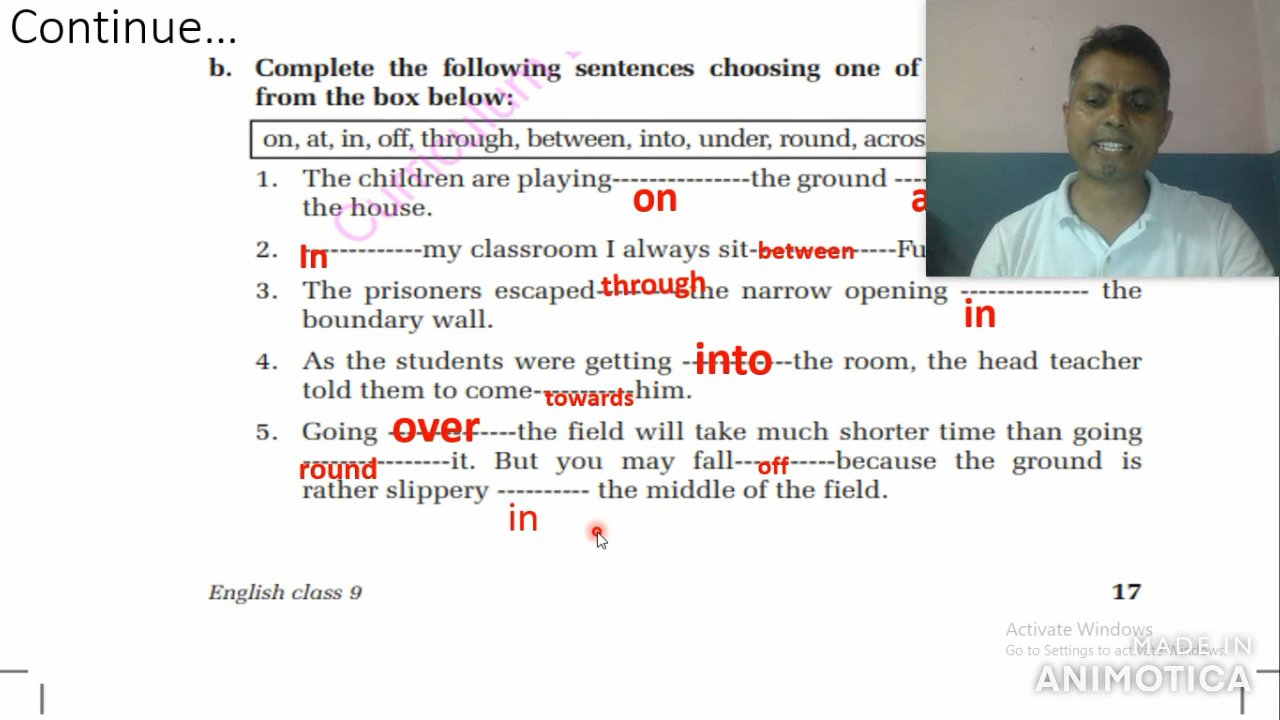 Continue...
b. Complete the following sentences choosing one of
from the box below:
on, at, in, off, through, between, into, under, round, acros
1. The children are playing---------------the ground ----
on a
the house.
2. In-------------my classroom I always sit-between-----Fu
3. The prisoners escaped-through-the narrow opening -------------- the
in
boundary wall.
4. As the students were getting -into--the room, the head teacher
told them to come-towards-him.
5. Going -over----the field will take much shorter time than going
round--------it. But you may fall---off-----because the ground is
rather slippery ---------- the middle of the field.
in
English class 9 17
Curriculum
Activate Windows
Go to Settings to activate Windows.
MADE IN
ANIMOTICA